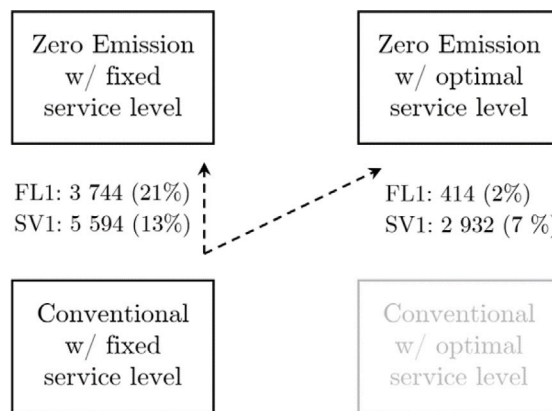 Zero Emission
w/ fixed
service level
Zero Emission
w/ optimal
service level
FL1: 3 744 (21%)
SV1: 5 594 (13%)
FL1: 414 (2%)
SV1: 2 932 (7 %)
Conventional
w/ fixed
service level
Conventional
w/ optimal
service level